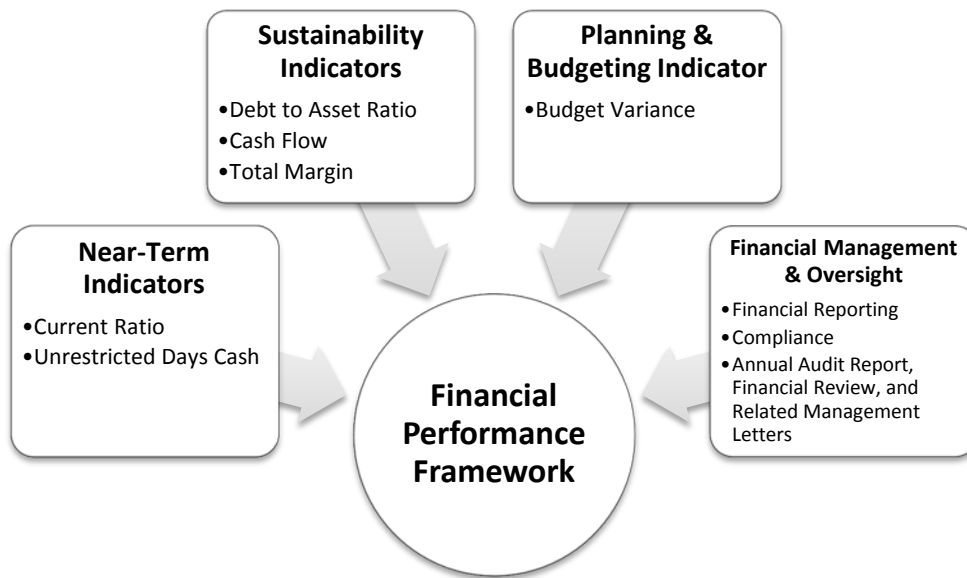 Sustainability
Indicators
•Debt to Asset Ratio
•Cash Flow
•Total Margin
Planning &
Budgeting Indicator
•Budget Variance
Near-Term
Indicators
•Current Ratio
•Unrestricted Days Cash
Financial Management
& Oversight
•Financial Reporting
•Compliance
•Annual Audit Report,
Financial Review, and
Related Management
Letters
Financial
Performance
Framework